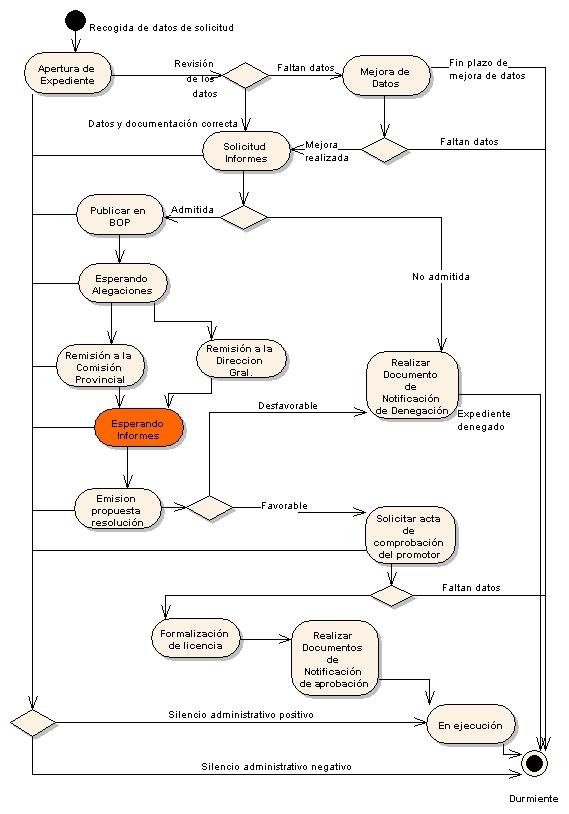 Recogida de datos de solicitud
Apertura de
Expediente
Revisión
de los
datos
Faltan datos
Mejora de
Datos
Fin plazo de
mejora de datos
Datos y documentación correcta
Solicitud
Informes
Mejora
realizada
Faltan datos
Publicar en
BOP
Admitida
No admitida
Esperando
Alegaciones
Remisión a la
Comisión
Provincial
Remisión a la
Direccion
Gral.
Realizar
Documento
de
Notificación
de Denegación
Esperando
Informes
Desfavorable
Expediente
denegado
Emision
propuesta
resolución
Favorable
Solicitar acta
de
comprobación
del promotor
Faltan datos
Formalización
de licencia
Realizar
Documentos
de
Notificación
de aprobación
Silencio administrativo positivo
En ejecución
Silencio administrativo negativo
Durmiente